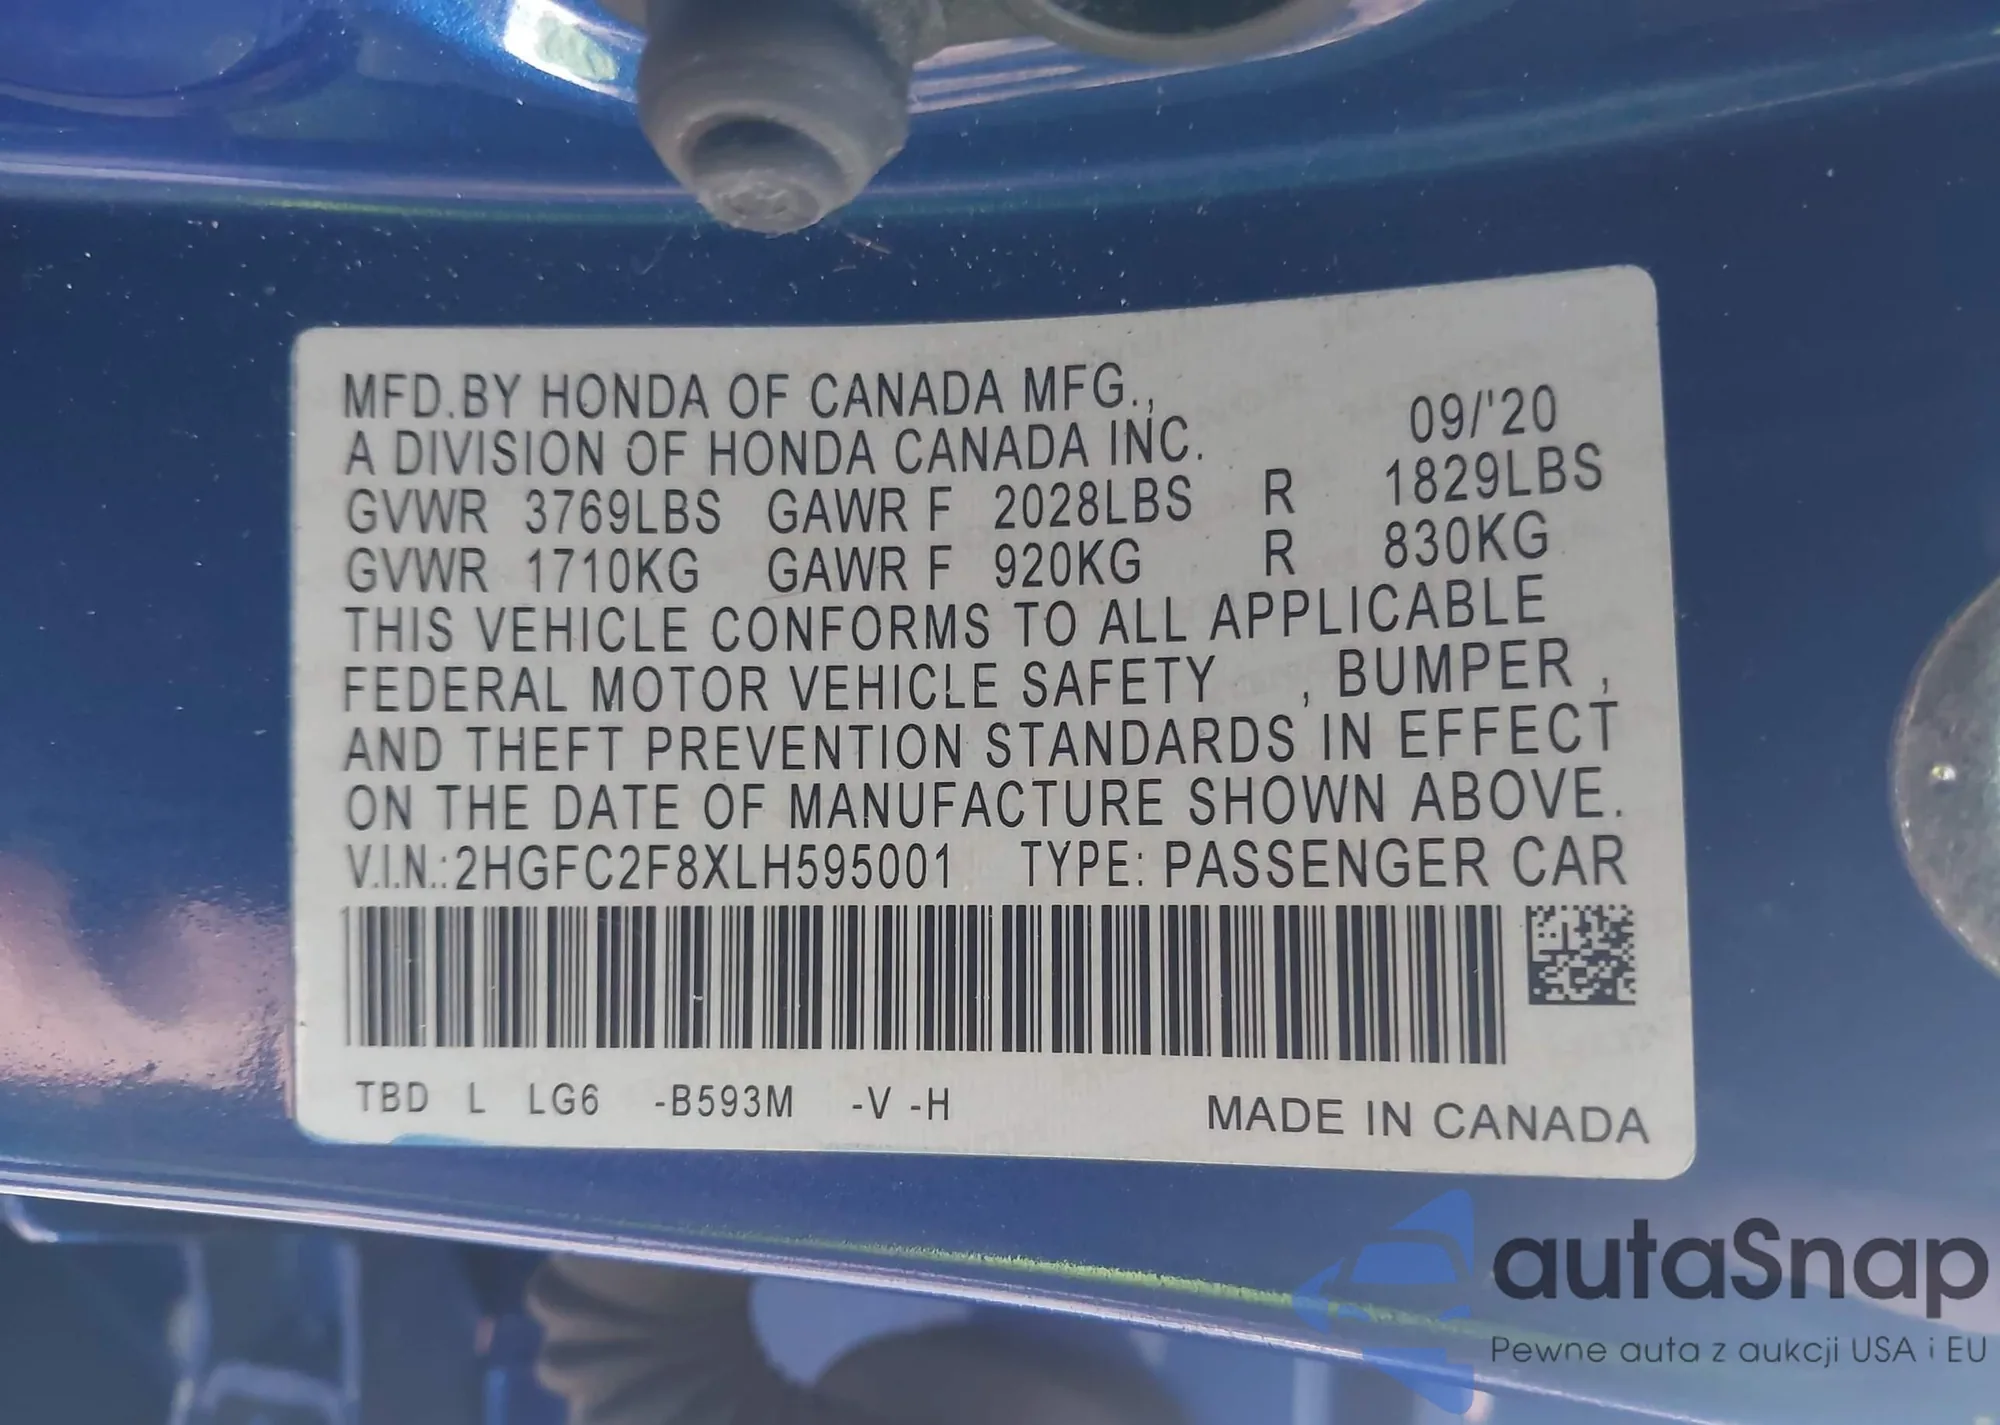 MFD.BY HONDA OF CANADA MFG.,
A DIVISION OF HONDA CANADA INC. 09/'20
GVWR 3769LBS GAWR F 2028LBS R 1829LBS
GVWR 1710KG GAWR F 920KG R 830KG
THIS VEHICLE CONFORMS TO ALL APPLICABLE
FEDERAL MOTOR VEHICLE SAFETY , BUMPER ,
AND THEFT PREVENTION STANDARDS IN EFFECT
ON THE DATE OF MANUFACTURE SHOWN ABOVE.
V.I.N.:2HGFC2F8XLH595001 TYPE: PASSENGER CAR
TBD L LG6 -B593M -V -H MADE IN CANADA
autaSnap
Pewne auta z aukcji USA i EU